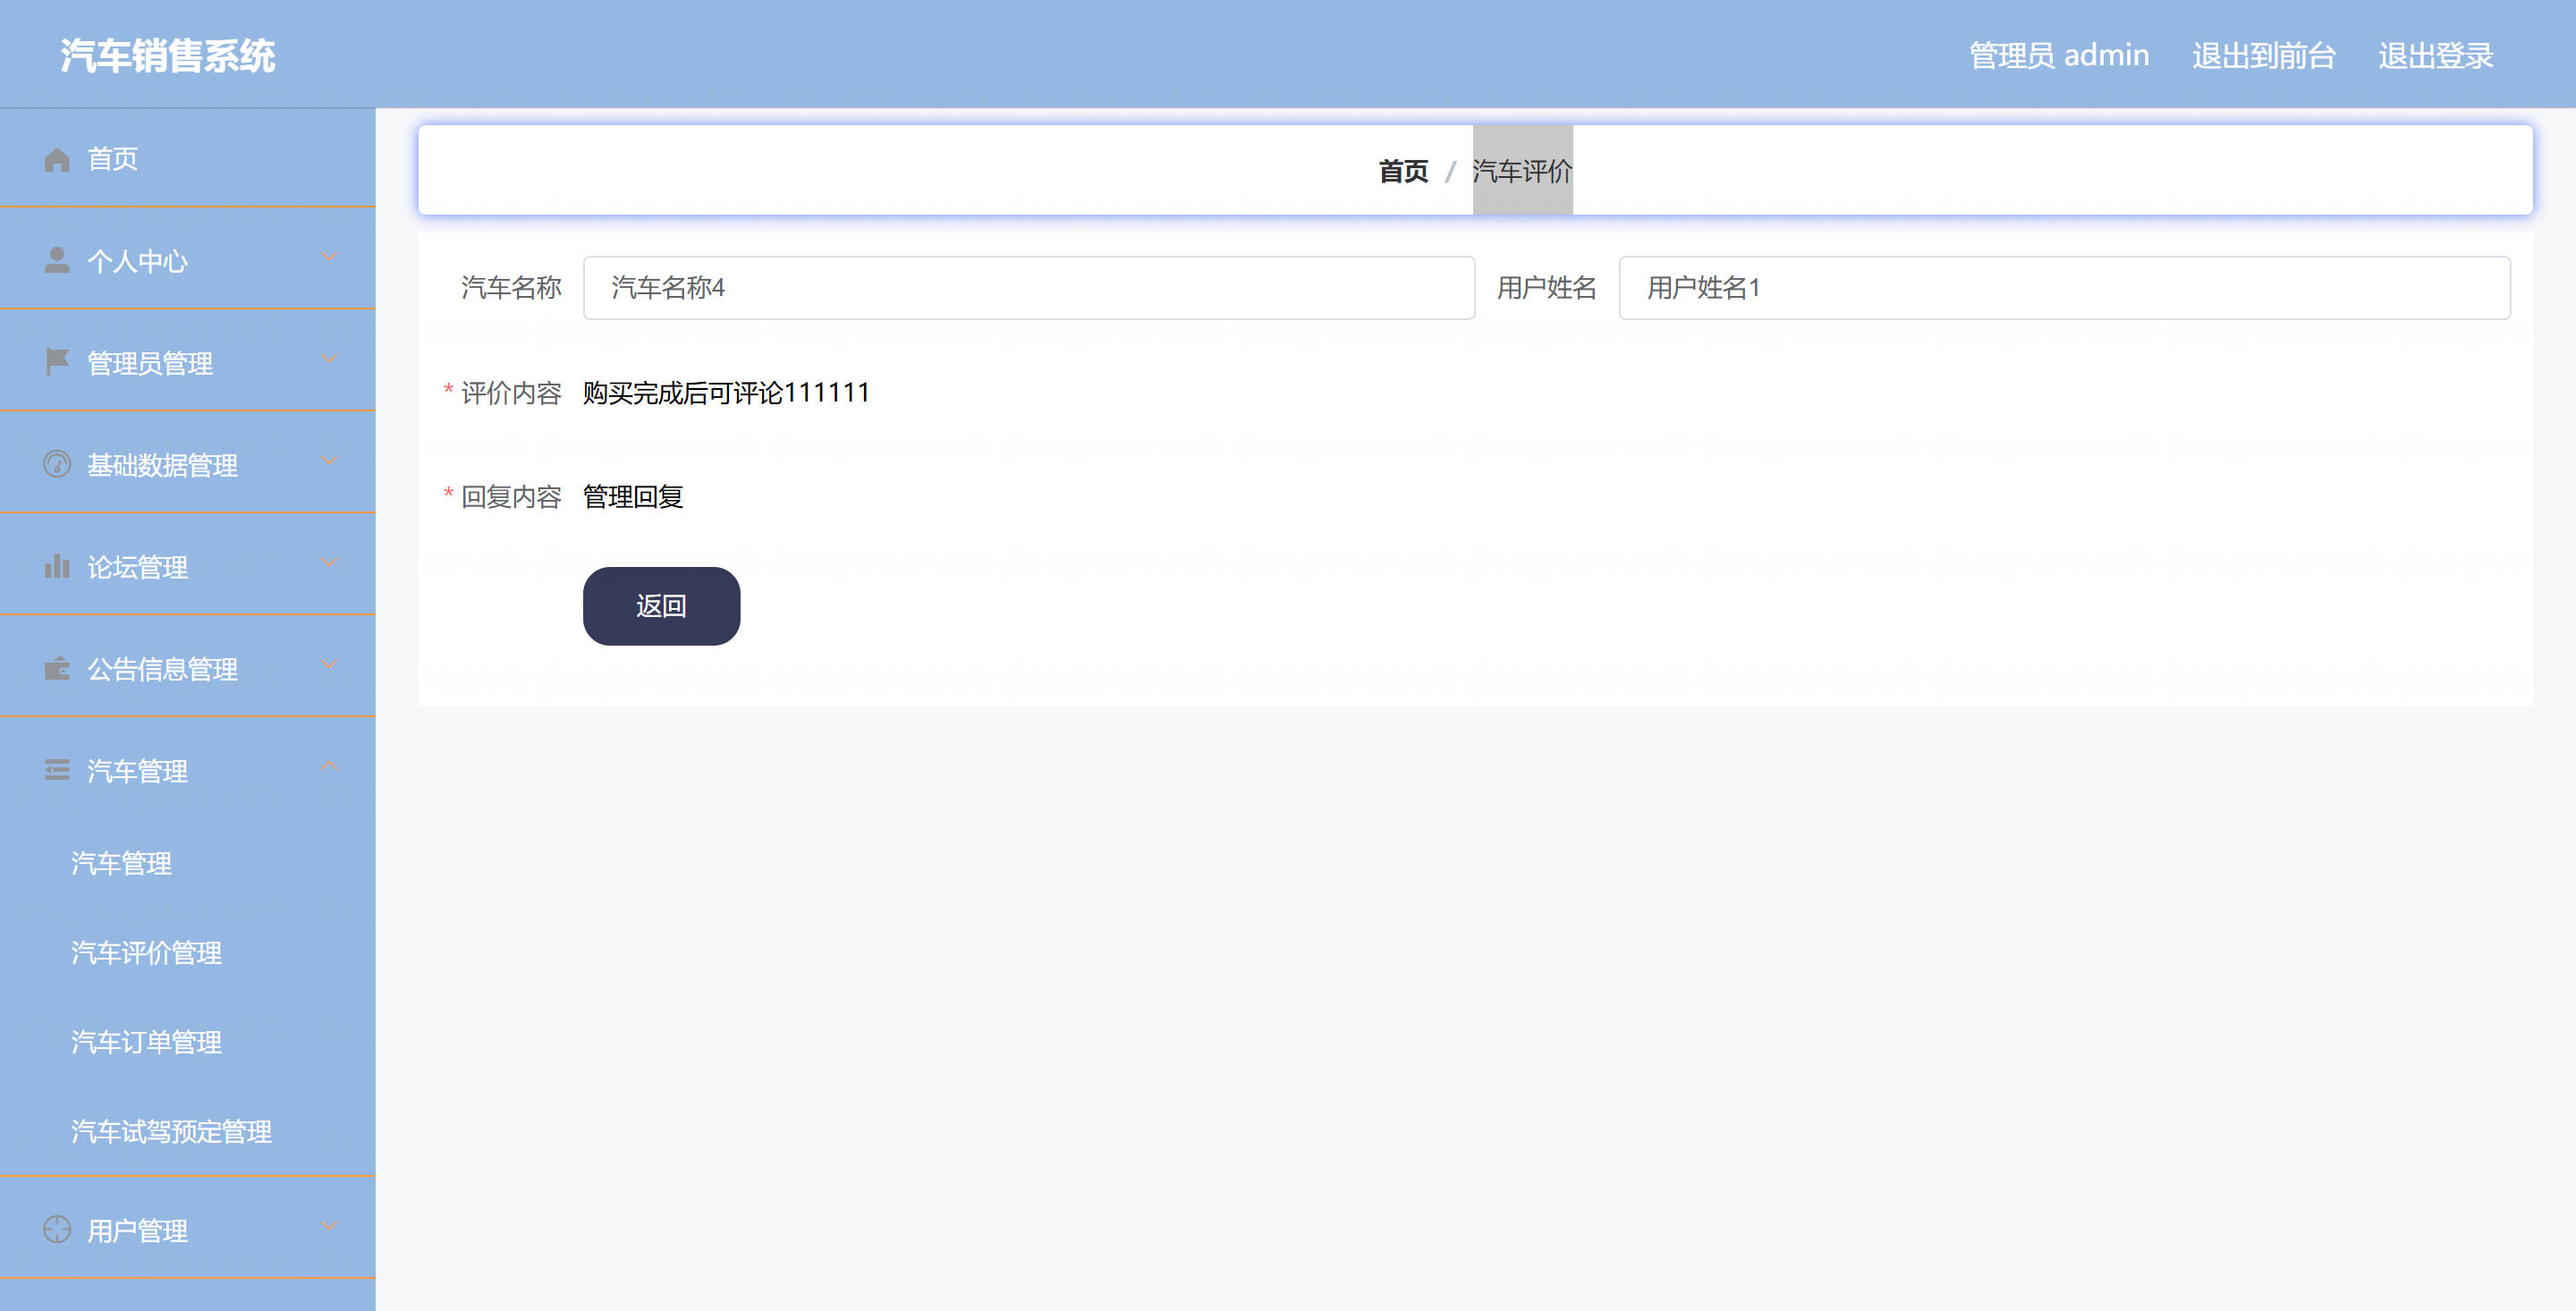 汽车销售系统
管理员 admin 退出到前台 退出登录
首页
个人中心
管理员管理
基础数据管理
论坛管理
公告信息管理
汽车管理
汽车管理
汽车评价管理
汽车订单管理
汽车试驾预定管理
用户管理
首页 / 汽车评价
汽车名称 汽车名称4 用户姓名 用户姓名1
* 评价内容 购买完成后可评论111111
* 回复内容 管理回复
返回